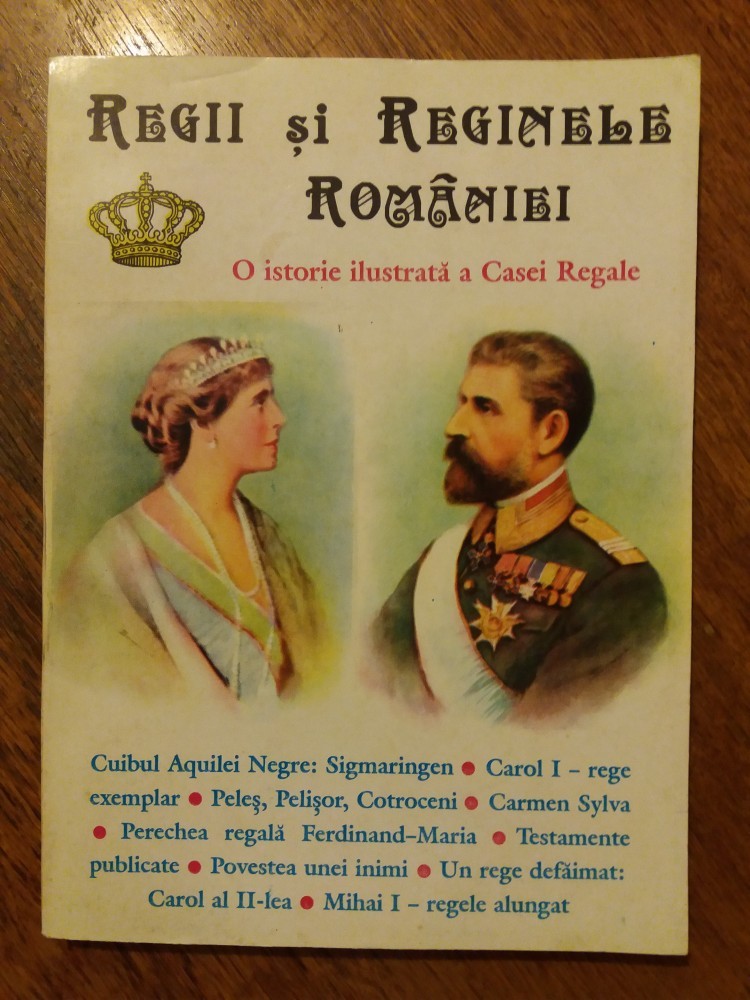 REGII și REGINELE
ROMÂNIEI
O istorie ilustrată a Casei Regale
Cuibul Aquilei Negre: Sigmaringen ● Carol I – rege
exemplar ● Peleş, Pelişor, Cotroceni ● Carmen Sylva
● Perechea regală Ferdinand–Maria ● Testamente
publicate ● Povestea unei inimi ● Un rege defăimat:
Carol al II-lea ● Mihai I – regele alungat